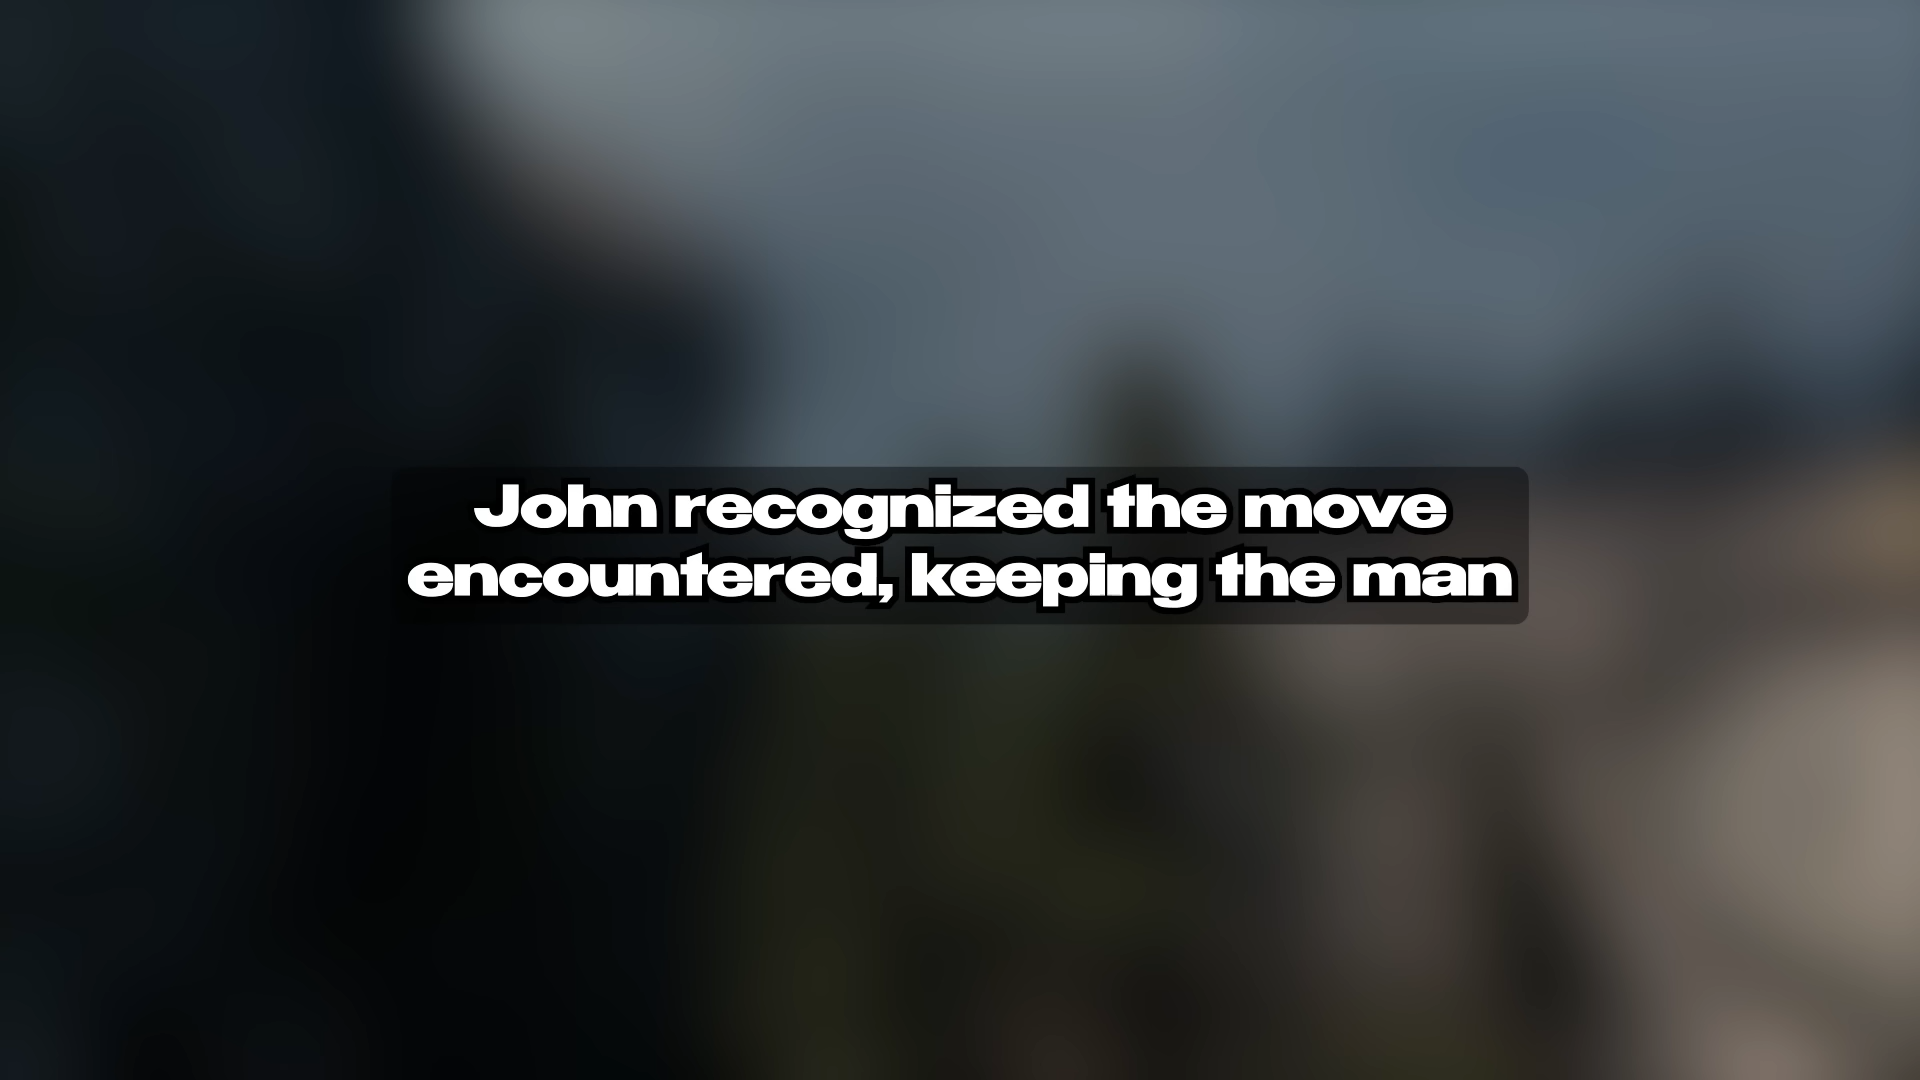 John recognized the move
encountered, keeping the man